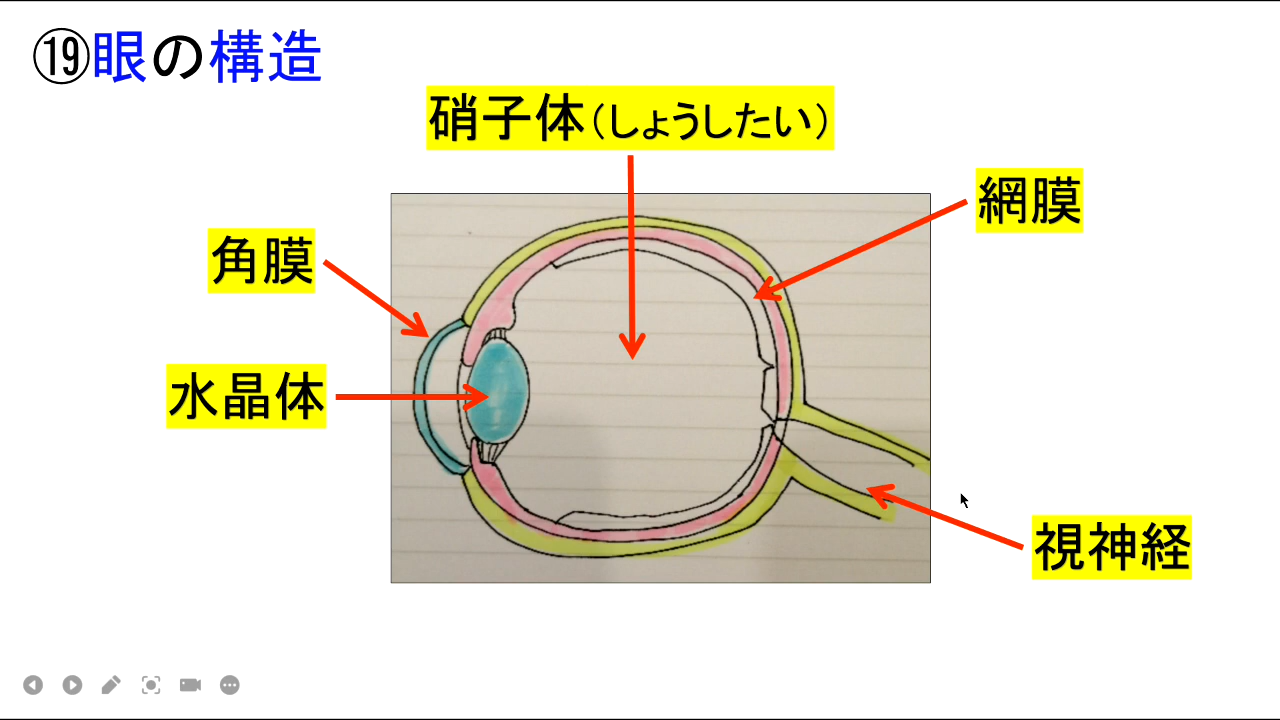 ⑲眼の構造
硝子体(しょうしたい)
網膜
角膜
水晶体
視神経